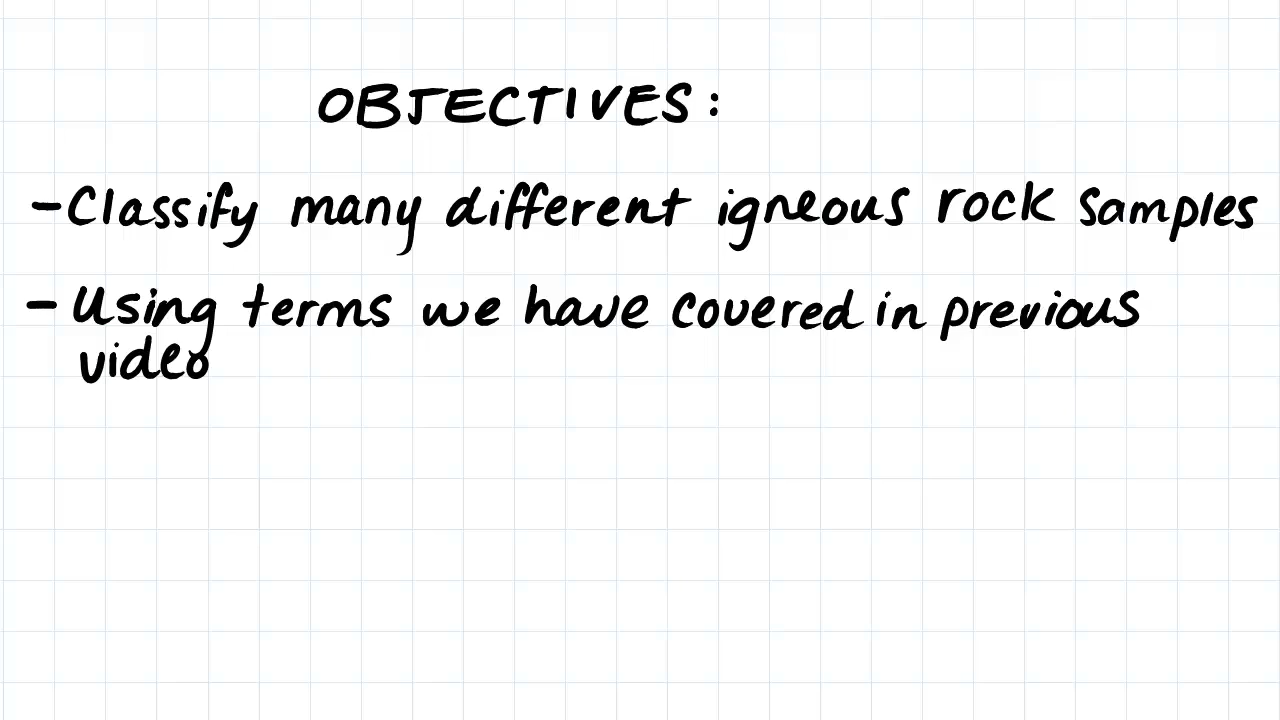 OBJECTIVES:
- Classify many different igneous rock samples
- Using terms we have covered in previous
video